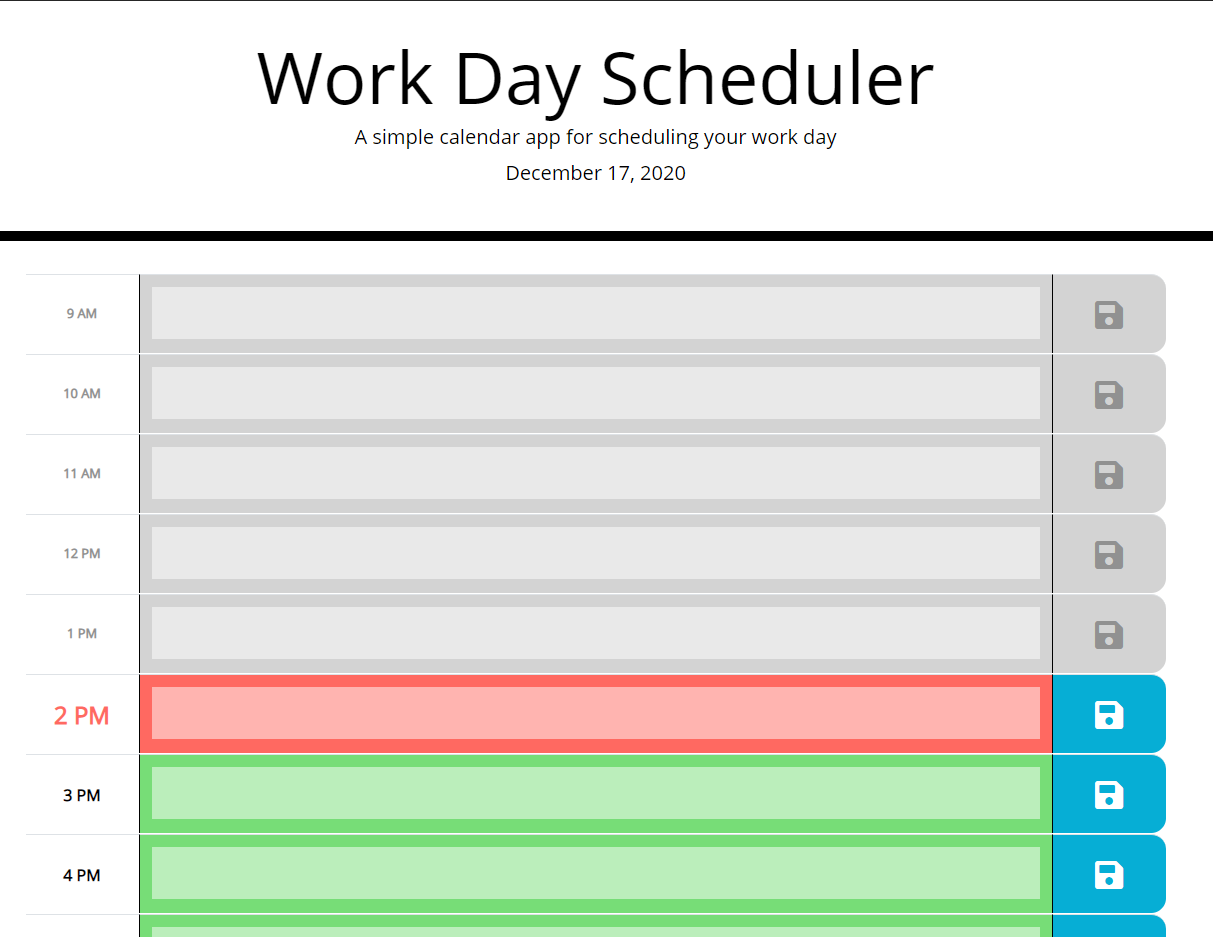 Work Day Scheduler
A simple calendar app for scheduling your work day
December 17, 2020
9 AM
10 AM
11 AM
12 PM
1 PM
2 PM
3 PM
4 PM